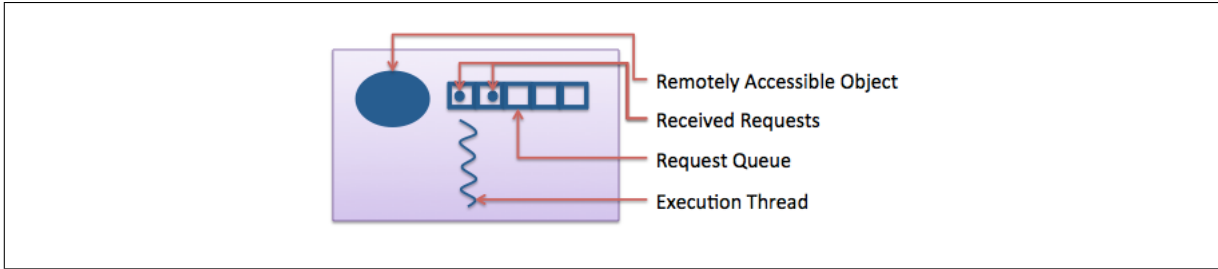 Remotely Accessible Object
Received Requests
Request Queue
Execution Thread